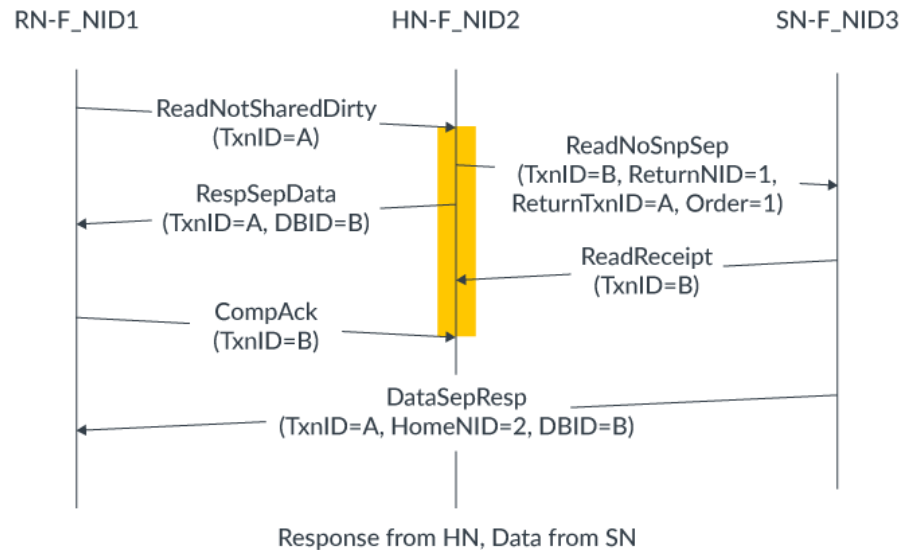 RN-F_NID1 HN-F_NID2 SN-F_NID3
ReadNotSharedDirty
(TxnID=A)
ReadNoSnpSep
(TxnID=B, ReturnNID=1,
ReturnTxnID=A, Order=1)
RespSepData
(TxnID=A, DBID=B)
ReadReceipt
(TxnID=B)
CompAck
(TxnID=B)
DataSepResp
(TxnID=A, HomeNID=2, DBID=B)
Response from HN, Data from SN